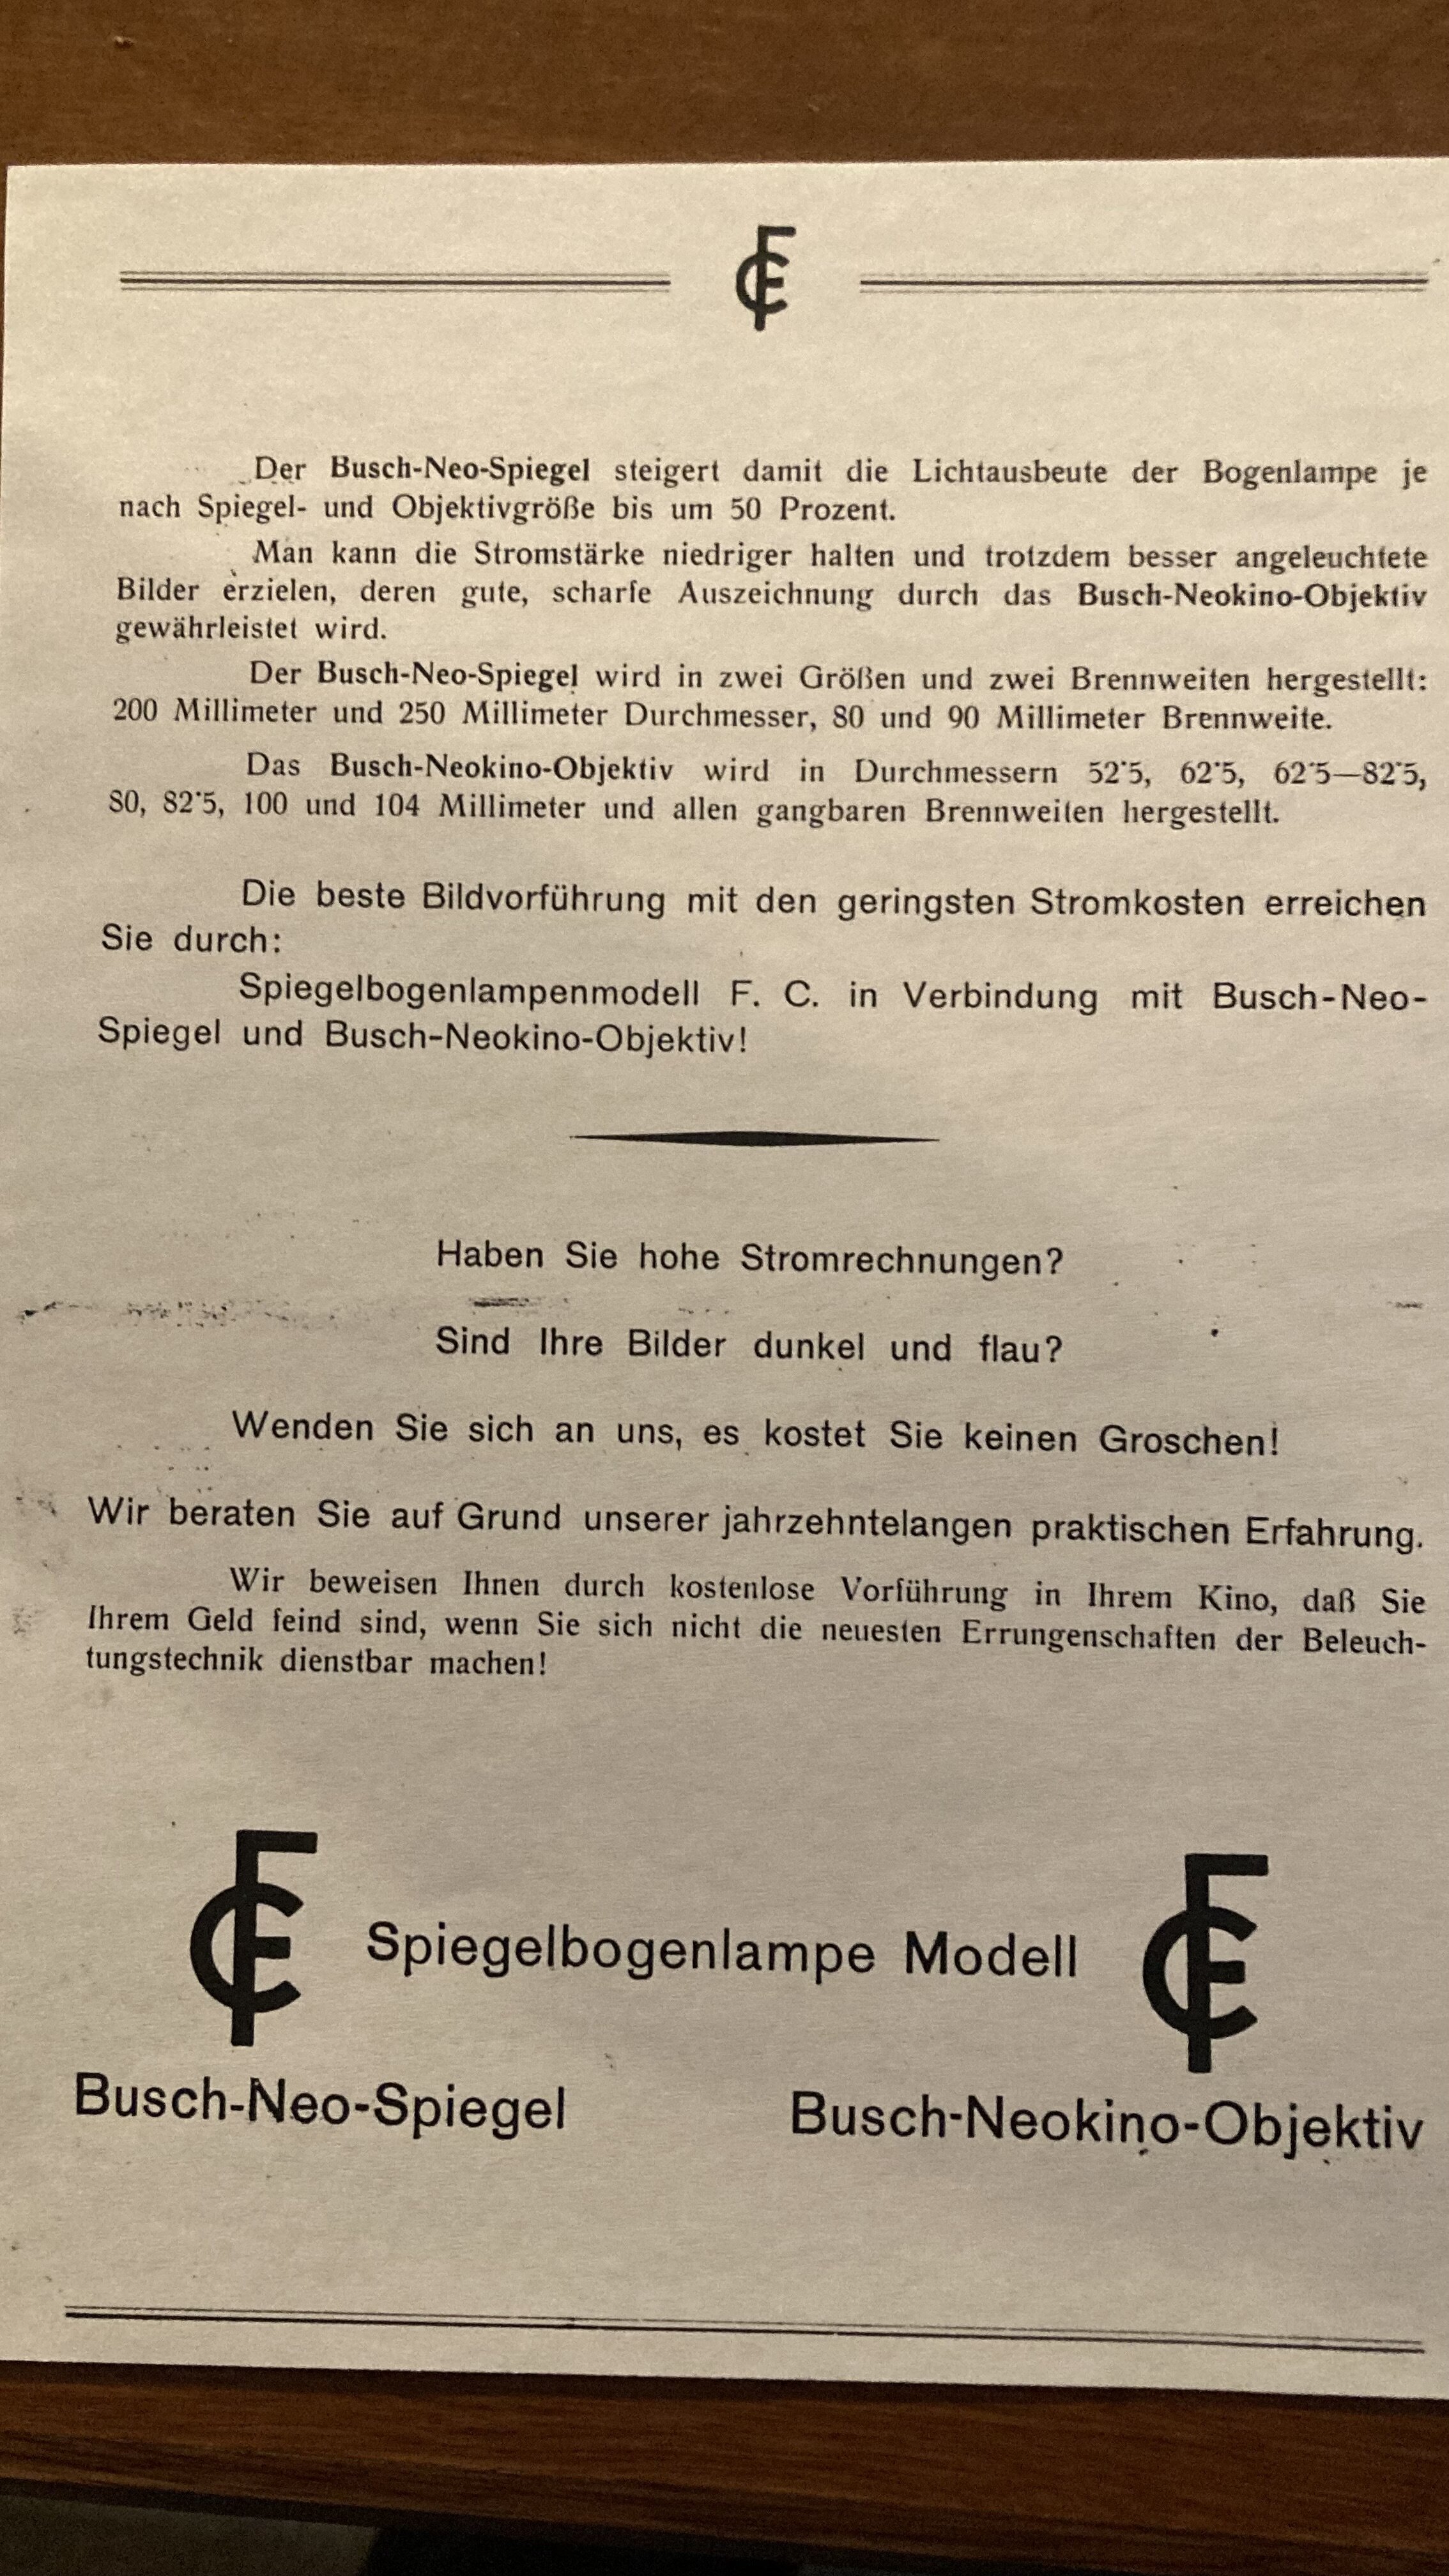 FC
Der Busch-Neo-Spiegel steigert damit die Lichtausbeute der Bogenlampe je
nach Spiegel- und Objektivgröße bis um 50 Prozent.
Man kann die Stromstärke niedriger halten und trotzdem besser angeleuchtete
Bilder erzielen, deren gute, scharfe Auszeichnung durch das Busch-Neokino-Objektiv
gewährleistet wird.
Der Busch-Neo-Spiegel wird in zwei Größen und zwei Brennweiten hergestellt:
200 Millimeter und 250 Millimeter Durchmesser, 80 und 90 Millimeter Brennweite.
Das Busch-Neokino-Objektiv wird in Durchmessern 52˙5, 62˙5, 62˙5—82˙5,
80, 82˙5, 100 und 104 Millimeter und allen gangbaren Brennweiten hergestellt.
Die beste Bildvorführung mit den geringsten Stromkosten erreichen
Sie durch:
Spiegelbogenlampenmodell F. C. in Verbindung mit Busch-Neo-
Spiegel und Busch-Neokino-Objektiv!
Haben Sie hohe Stromrechnungen?
Sind Ihre Bilder dunkel und flau?
Wenden Sie sich an uns, es kostet Sie keinen Groschen!
Wir beraten Sie auf Grund unserer jahrzehntelangen praktischen Erfahrung.
Wir beweisen Ihnen durch kostenlose Vorführung in Ihrem Kino, daß Sie
Ihrem Geld feind sind, wenn Sie sich nicht die neuesten Errungenschaften der Beleuch-
tungstechnik dienstbar machen!
FC Spiegelbogenlampe Modell FC
Busch-Neo-Spiegel Busch-Neokino-Objektiv